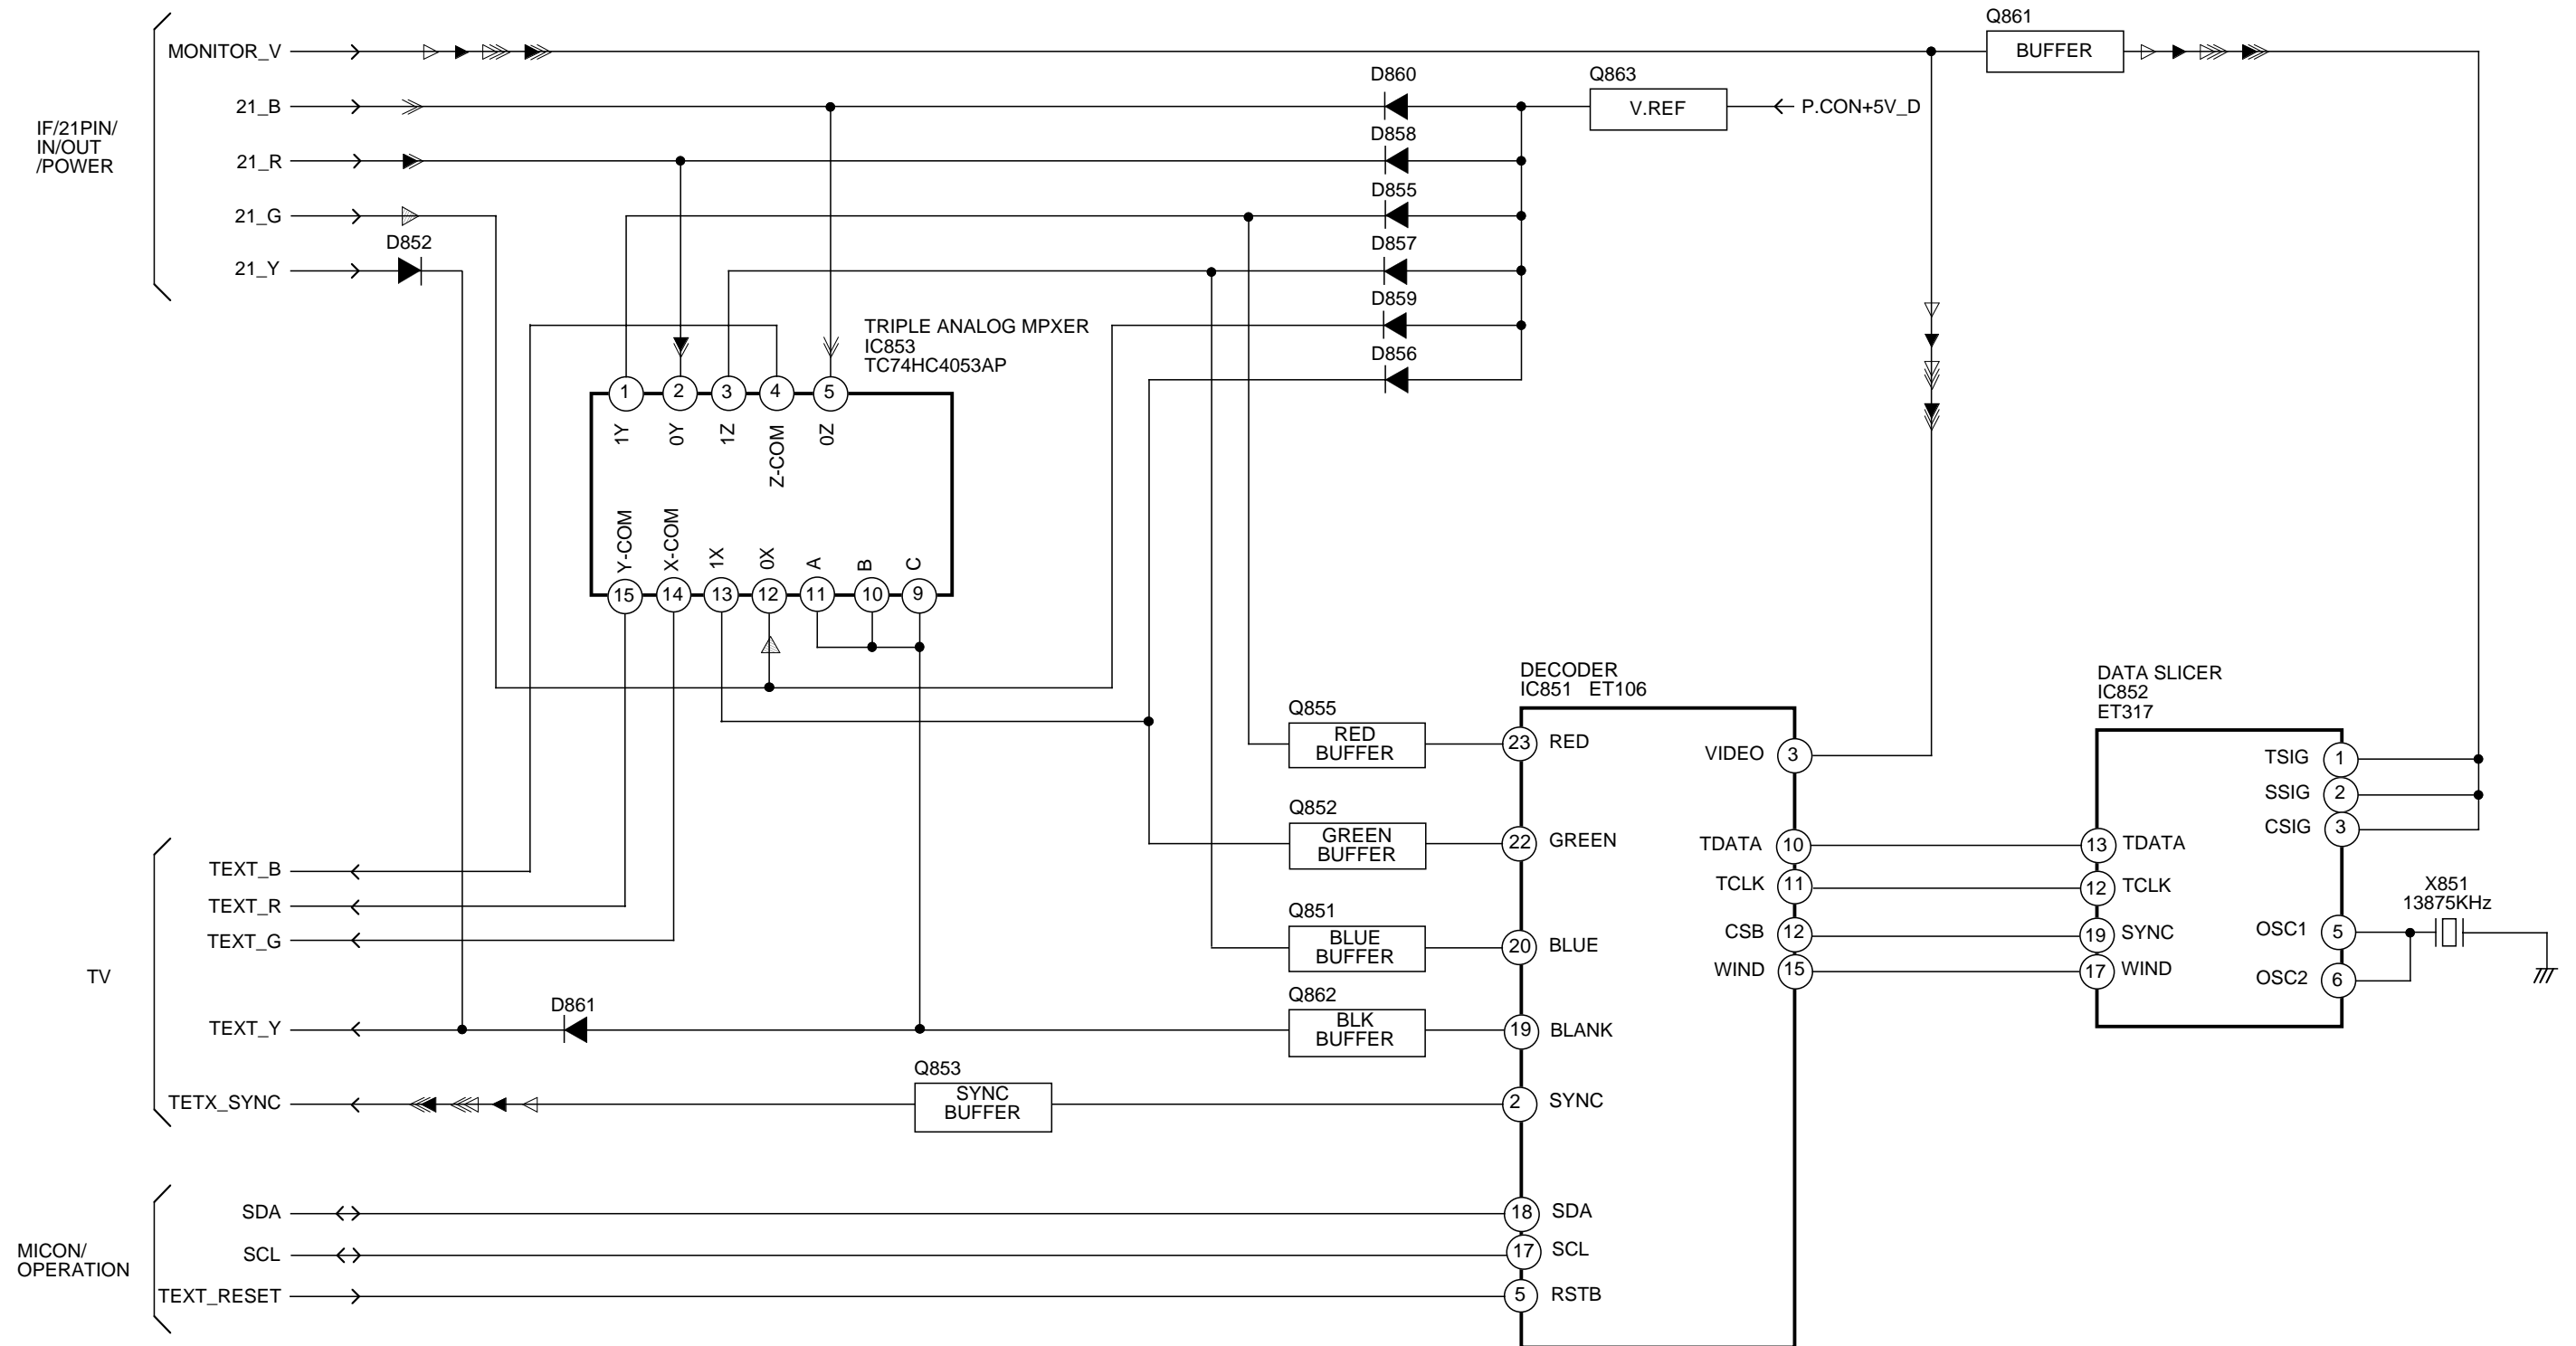 Q861
MONITOR_V
BUFFER
D860
Q863
21_B
V.REF
P.CON+5V_D
IF/21PIN/
IN/OUT
/POWER
D858
21_R
D855
21_G
D852
D857
21_Y
D859
TRIPLE ANALOG MPXER
IC853
TC74HC4053AP
D856
1
2
3
4
5
1Y
0Y
1Z
Z-COM
0Z
Y-COM
X-COM
1X
0X
A
B
C
15
14
13
12
11
10
9
DECODER
IC851 ET106
DATA SLICER
IC852
ET317
Q855
RED
BUFFER
23
RED
VIDEO
3
TSIG
1
SSIG
2
CSIG
3
Q852
GREEN
BUFFER
22
GREEN
TDATA
10
13
TDATA
TCLK
11
12
TCLK
X851
13875KHz
TEXT_B
TEXT_R
TEXT_G
Q851
BLUE
BUFFER
20
BLUE
CSB
12
19
SYNC
OSC1
5
WIND
15
17
WIND
OSC2
6
TV
D861
Q862
BLK
BUFFER
19
BLANK
TEXT_Y
Q853
SYNC
BUFFER
TETX_SYNC
2
SYNC
SDA
18
SDA
MICON/
OPERATION
SCL
17
SCL
TEXT_RESET
5
RSTB